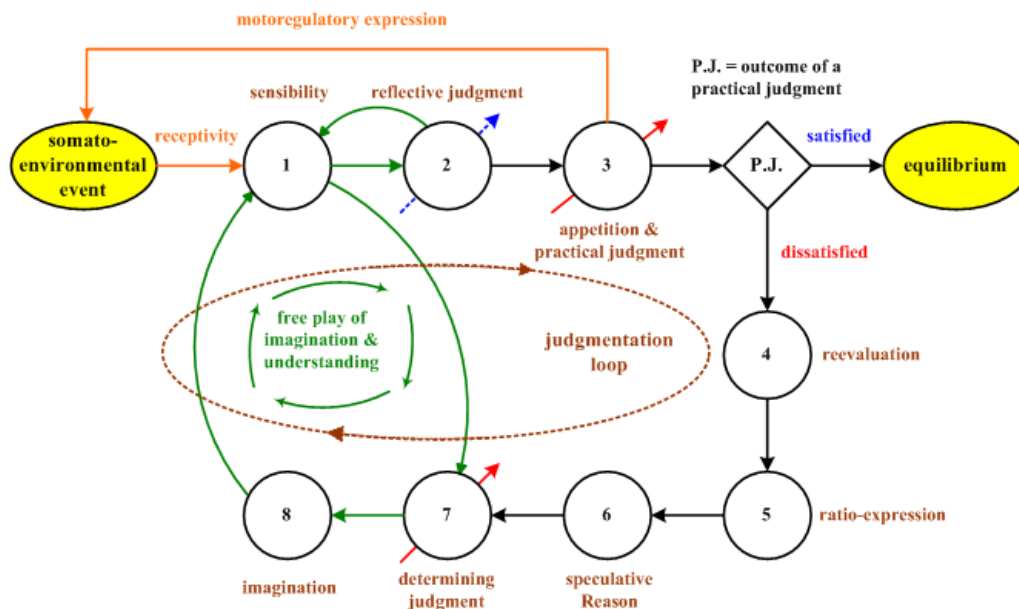 motoregulatory expression
P.J. = outcome of a
practical judgment
sensibility
reflective judgment
somato-
environmental
event
receptivity
1
2
3
P.J.
satisfied
equilibrium
appetition &
practical judgment
dissatisfied
free play of
imagination &
understanding
judgmentation
loop
4
reevaluation
8
7
6
5
ratio-expression
imagination
determining
judgment
speculative
Reason